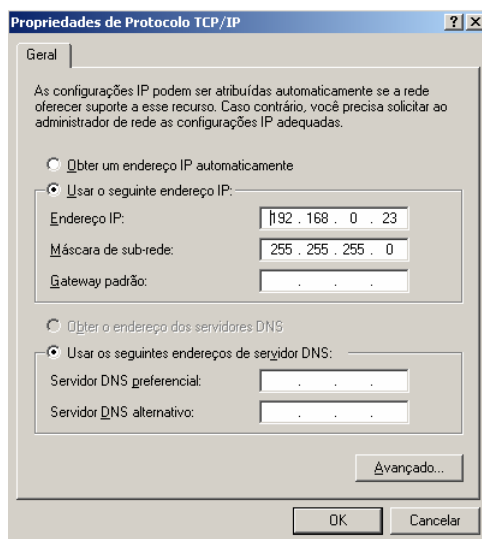 Propriedades de Protocolo TCP/IP
Geral
As configurações IP podem ser atribuídas automaticamente se a rede
oferecer suporte a esse recurso. Caso contrário, você precisa solicitar ao
administrador de rede as configurações IP adequadas.
Obter um endereço IP automaticamente
Usar o seguinte endereço IP:
Endereço IP: 192 . 168 . 0 . 23
Máscara de sub-rede: 255 . 255 . 255 . 0
Gateway padrão: . . .
Obter o endereço dos servidores DNS
Usar os seguintes endereços de servidor DNS:
Servidor DNS preferencial: . . .
Servidor DNS alternativo: . . .
Avançado...
OK Cancelar